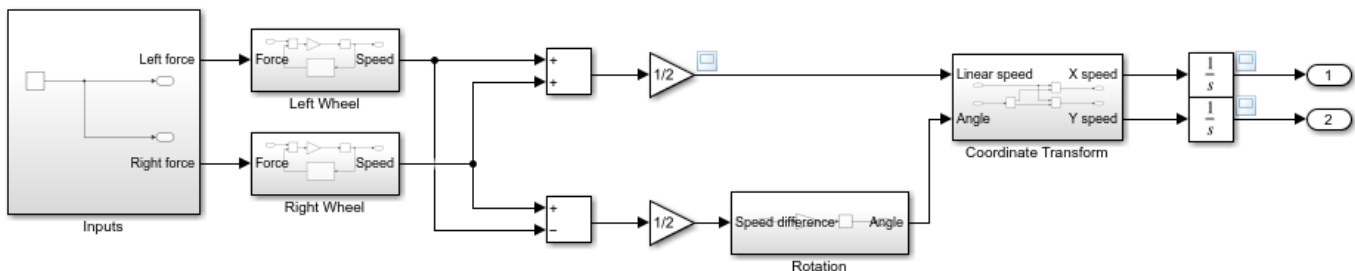 Left force
Right force
Inputs
Force
Speed
Left Wheel
Force
Speed
Right Wheel
+
+
+
−
1/2
1/2
Speed difference
Angle
Rotation
Linear speed
X speed
Angle
Y speed
Coordinate Transform
1
s
1
s
1
2